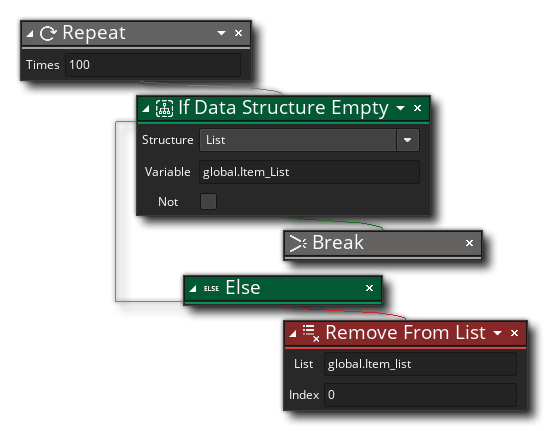 Repeat
Times 100
If Data Structure Empty
Structure List
Variable global.Item_List
Not
Break
ELSE Else
Remove From List
List global.Item_list
Index 0